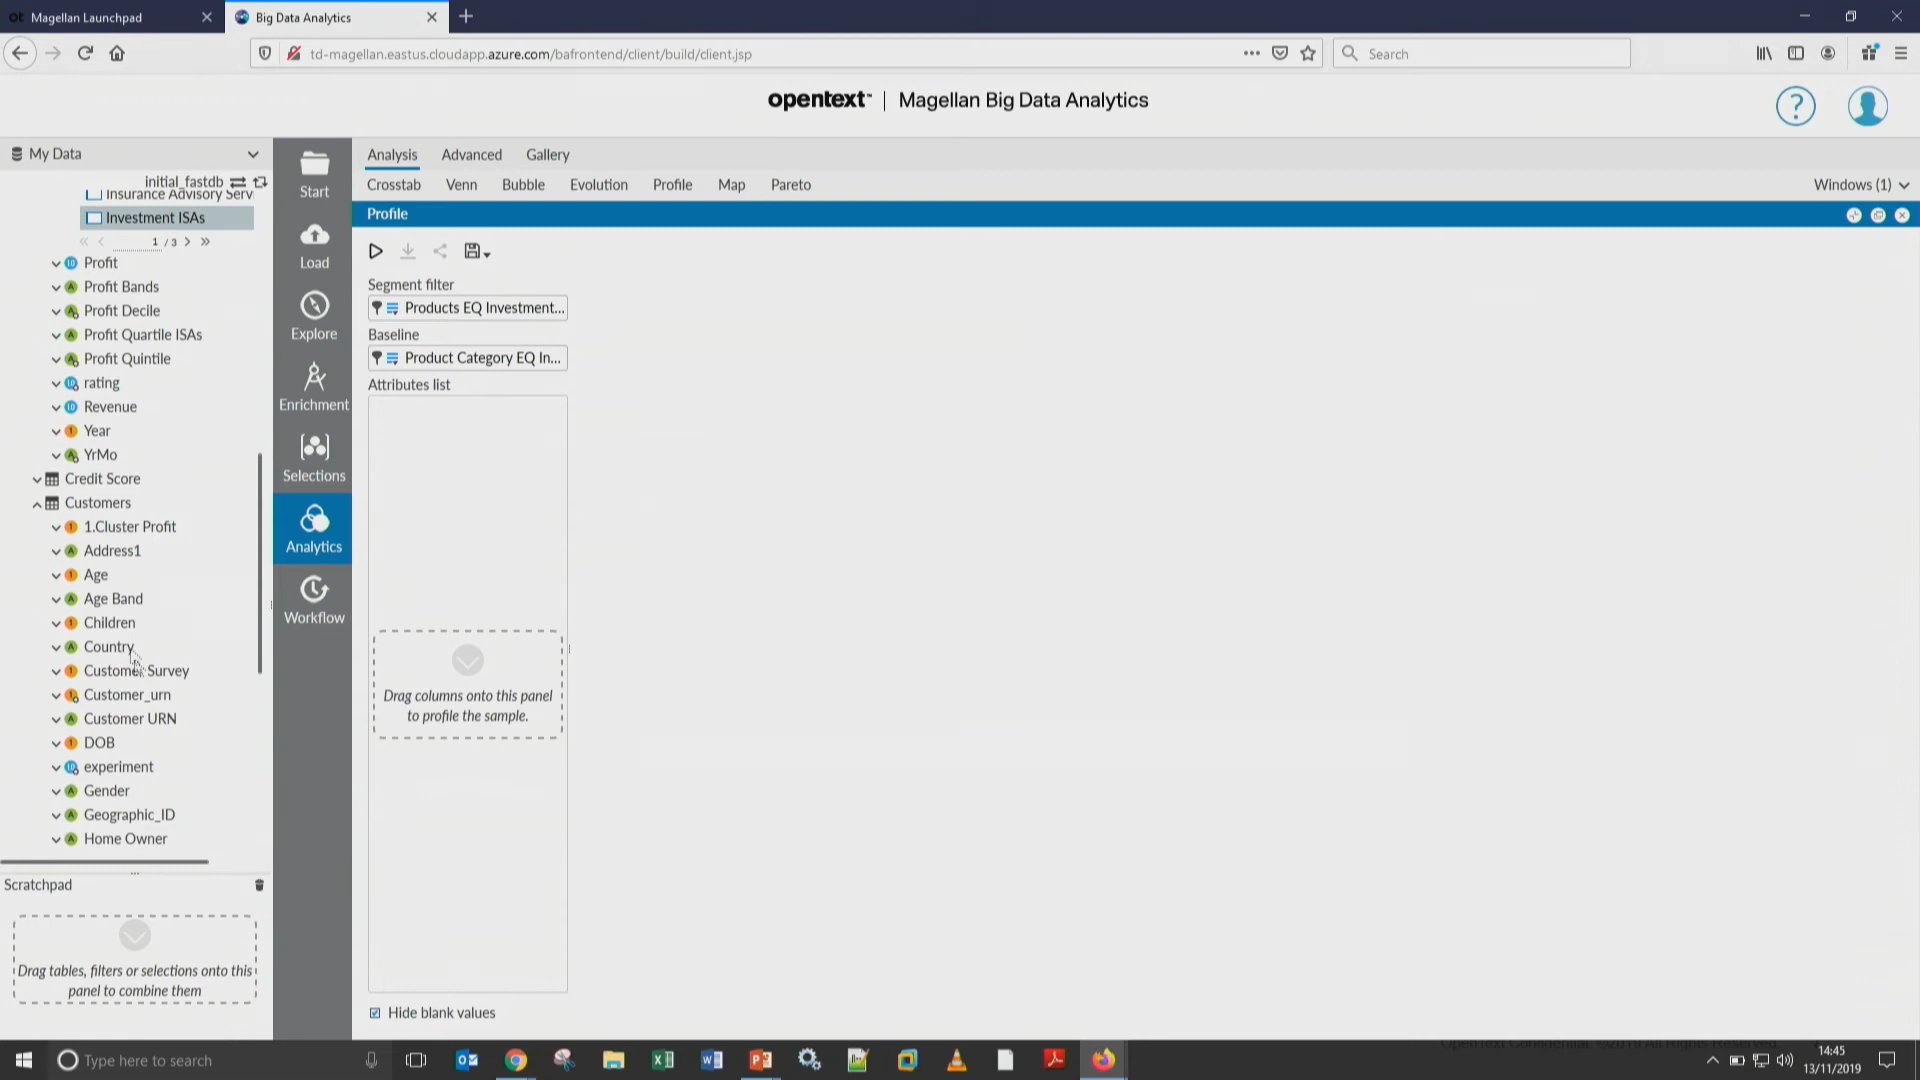 Magellan Launchpad
Big Data Analytics
td-magellan.eastus.cloudapp.azure.com/bafrontend/client/build/client.jsp
Search
opentext™ | Magellan Big Data Analytics
?
My Data
initial_fastdb
Insurance Advisory Serv
Investment ISAs
1 / 3
Profit
Profit Bands
Profit Decile
Profit Quartile ISAs
Profit Quintile
rating
Revenue
Year
YrMo
Credit Score
Customers
1.Cluster Profit
Address1
Age
Age Band
Children
Country
Customer Survey
Customer_urn
Customer URN
DOB
experiment
Gender
Geographic_ID
Home Owner
Scratchpad
Drag tables, filters or selections onto this
panel to combine them
Start
Load
Explore
Enrichment
Selections
Analytics
Workflow
Analysis Advanced Gallery
Crosstab Venn Bubble Evolution Profile Map Pareto
Windows (1)
Profile
Segment filter
Products EQ Investment...
Baseline
Product Category EQ In...
Attributes list
Drag columns onto this panel
to profile the sample.
Hide blank values
Type here to search
14:45
13/11/2019